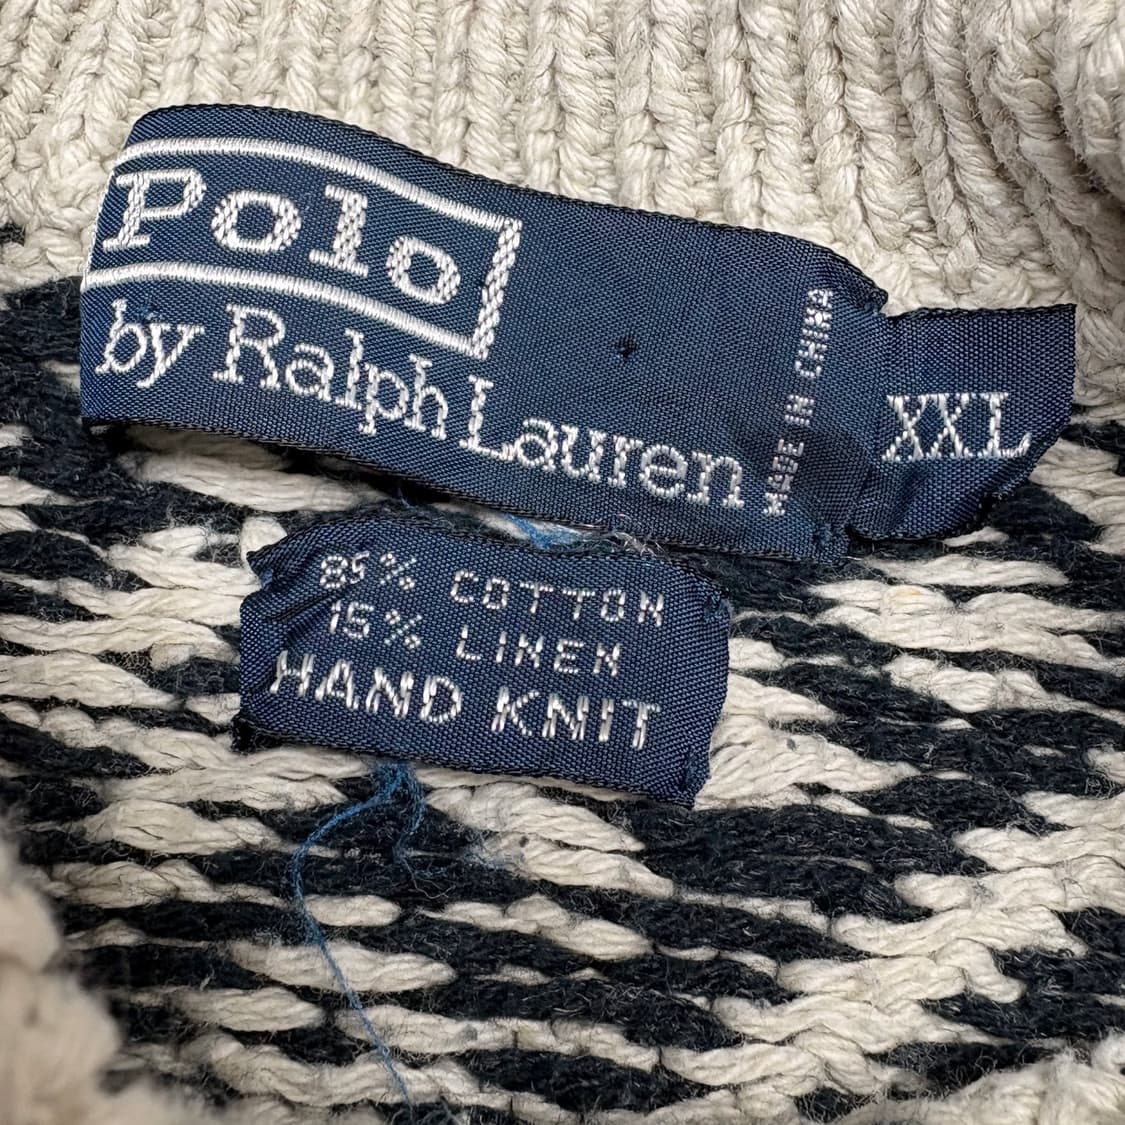 Polo
by Ralph Lauren
MADE IN CHINA
XXL
85% COTTON
15% LINEN
HAND KNIT